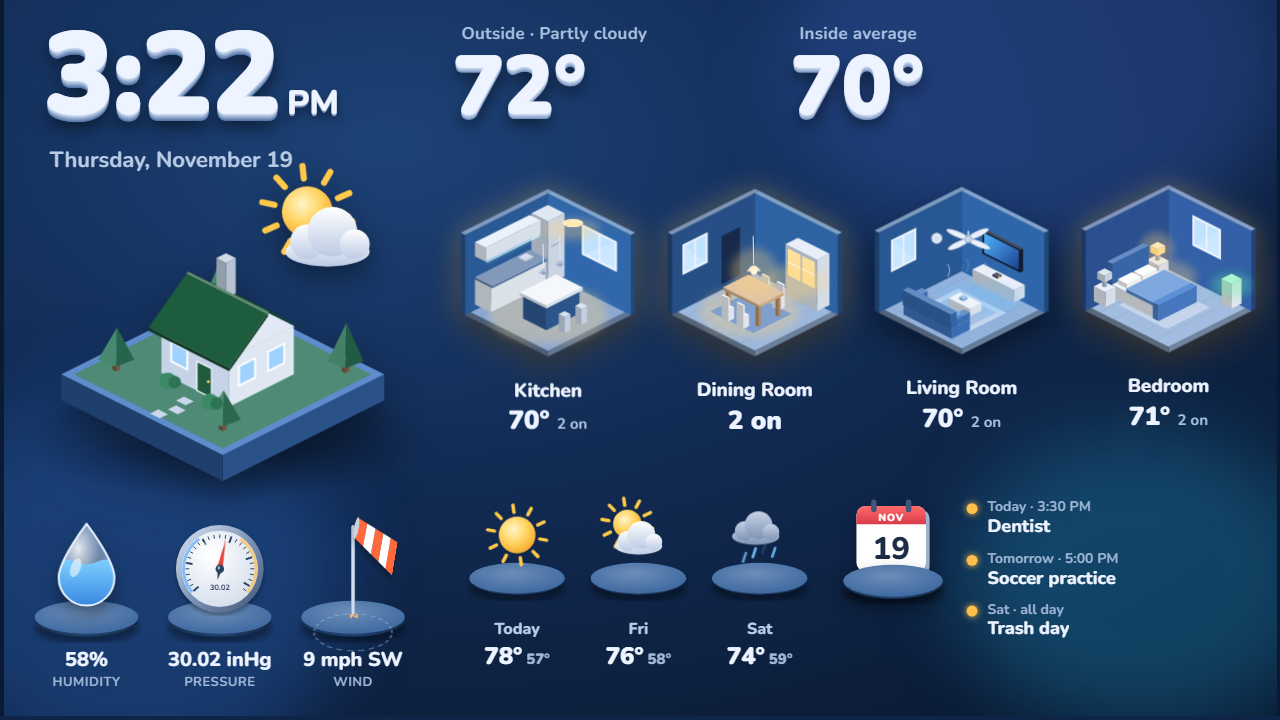 3:22 PM
Thursday, November 19
Outside · Partly cloudy
72°
Inside average
70°
Kitchen
70° 2 on
Dining Room
2 on
Living Room
70° 2 on
Bedroom
71° 2 on
30.02
58%
HUMIDITY
30.02 inHg
PRESSURE
9 mph SW
WIND
Today
78° 57°
Fri
76° 58°
Sat
74° 59°
NOV
19
Today · 3:30 PM
Dentist
Tomorrow · 5:00 PM
Soccer practice
Sat · all day
Trash day